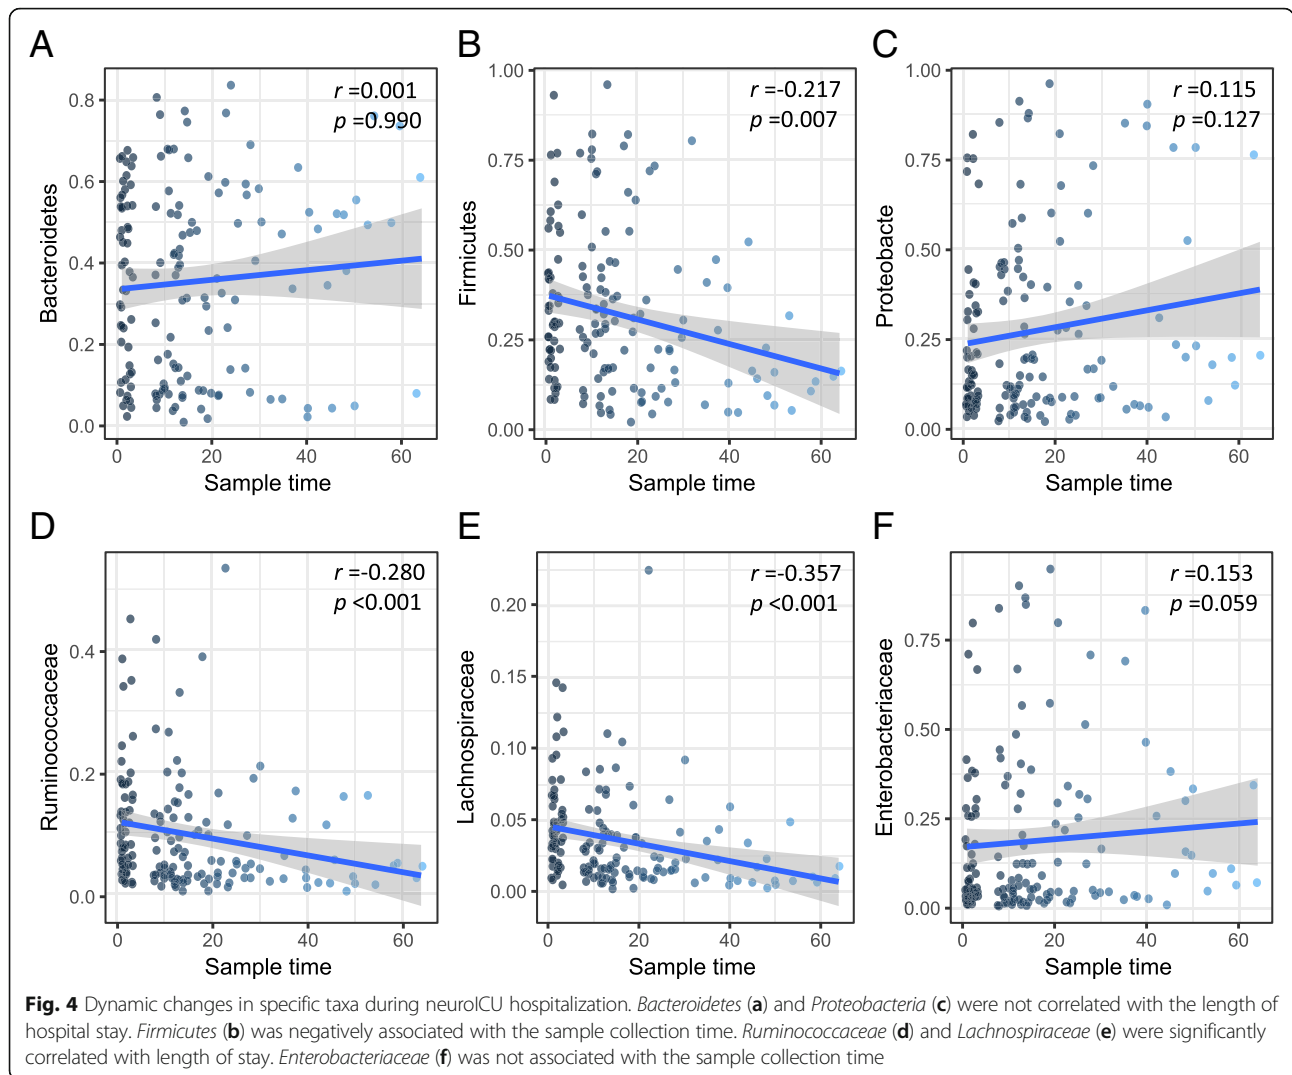 A
r =0.001
p =0.990
Bacteroidetes
0.8
0.6
0.4
0.2
0.0
0 20 40 60
Sample time
B
r =-0.217
p =0.007
Firmicutes
1.00
0.75
0.50
0.25
0.00
0 20 40 60
Sample time
C
r =0.115
p =0.127
Proteobacte
1.00
0.75
0.50
0.25
0.00
0 20 40 60
Sample time
D
r =-0.280
p <0.001
Ruminococcaceae
0.4
0.2
0.0
0 20 40 60
Sample time
E
r =-0.357
p <0.001
Lachnospiraceae
0.20
0.15
0.10
0.05
0.00
0 20 40 60
Sample time
F
r =0.153
p =0.059
Enterobacteriaceae
0.75
0.50
0.25
0.00
0 20 40 60
Sample time
Fig. 4 Dynamic changes in specific taxa during neuroICU hospitalization. Bacteroidetes (a) and Proteobacteria (c) were not correlated with the length of
hospital stay. Firmicutes (b) was negatively associated with the sample collection time. Ruminococcaceae (d) and Lachnospiraceae (e) were significantly
correlated with length of stay. Enterobacteriaceae (f) was not associated with the sample collection time